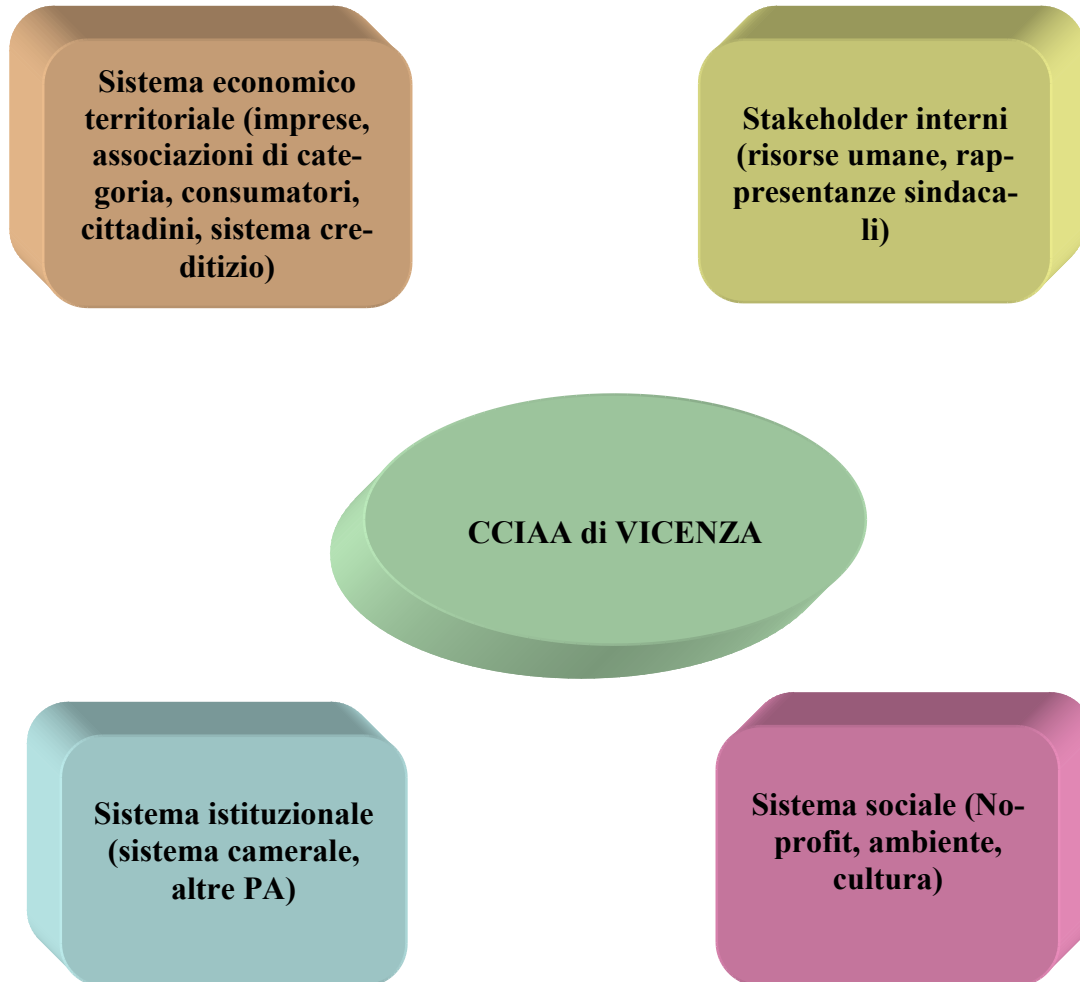 Sistema economico
territoriale (imprese,
associazioni di cate-
goria, consumatori,
cittadini, sistema cre-
ditizio)
Stakeholder interni
(risorse umane, rap-
presentanze sindaca-
li)
CCIAA di VICENZA
Sistema istituzionale
(sistema camerale,
altre PA)
Sistema sociale (No-
profit, ambiente,
cultura)